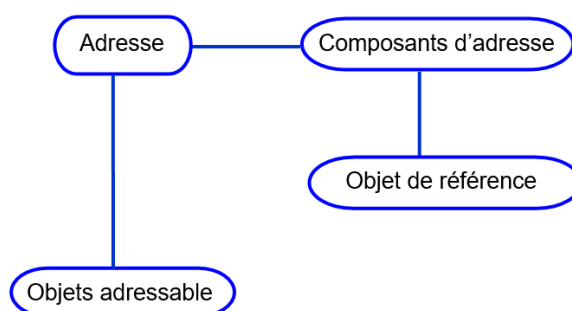 Adresse
Composants d’adresse
Objet de référence
Objets adressable